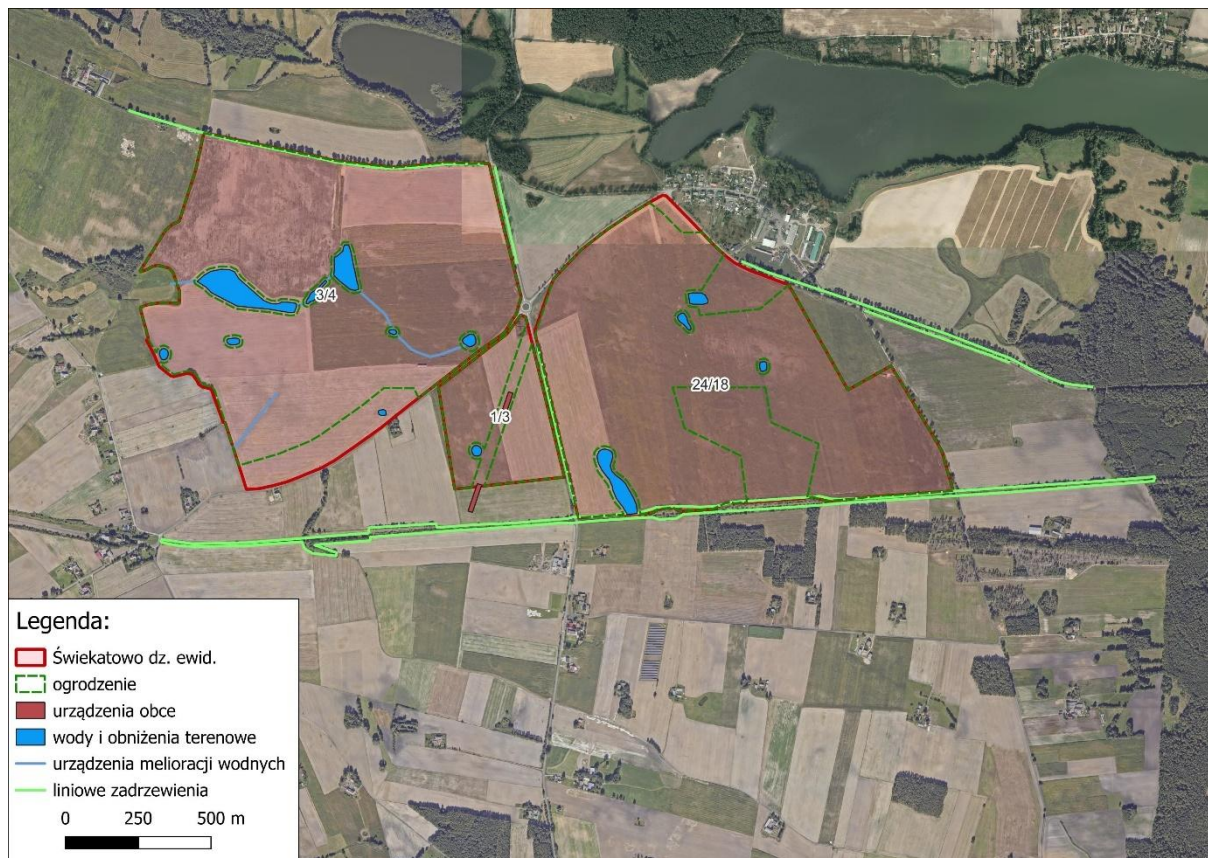 3/4
1/3
24/18
Legenda:
Świekatowo dz. ewid.
ogrodzenie
urządzenia obce
wody i obniżenia terenowe
urządzenia melioracji wodnych
liniowe zadrzewienia
0 250 500 m